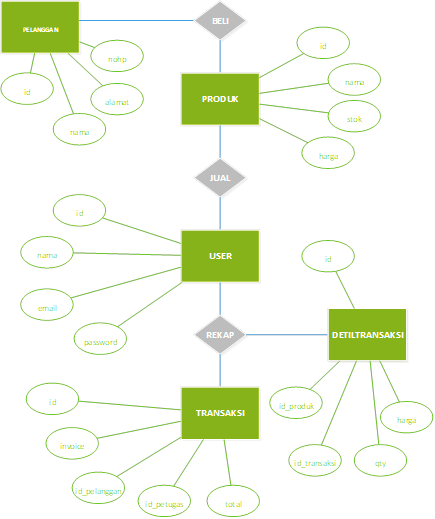 PELANGGAN
BELI
nohp
id
alamat
nama
PRODUK
id
nama
stok
harga
JUAL
id
nama
email
password
USER
id
REKAP
DETILTRANSAKSI
id_produk
harga
id_transaksi
qty
id
invoice
id_pelanggan
id_petugas
total
TRANSAKSI